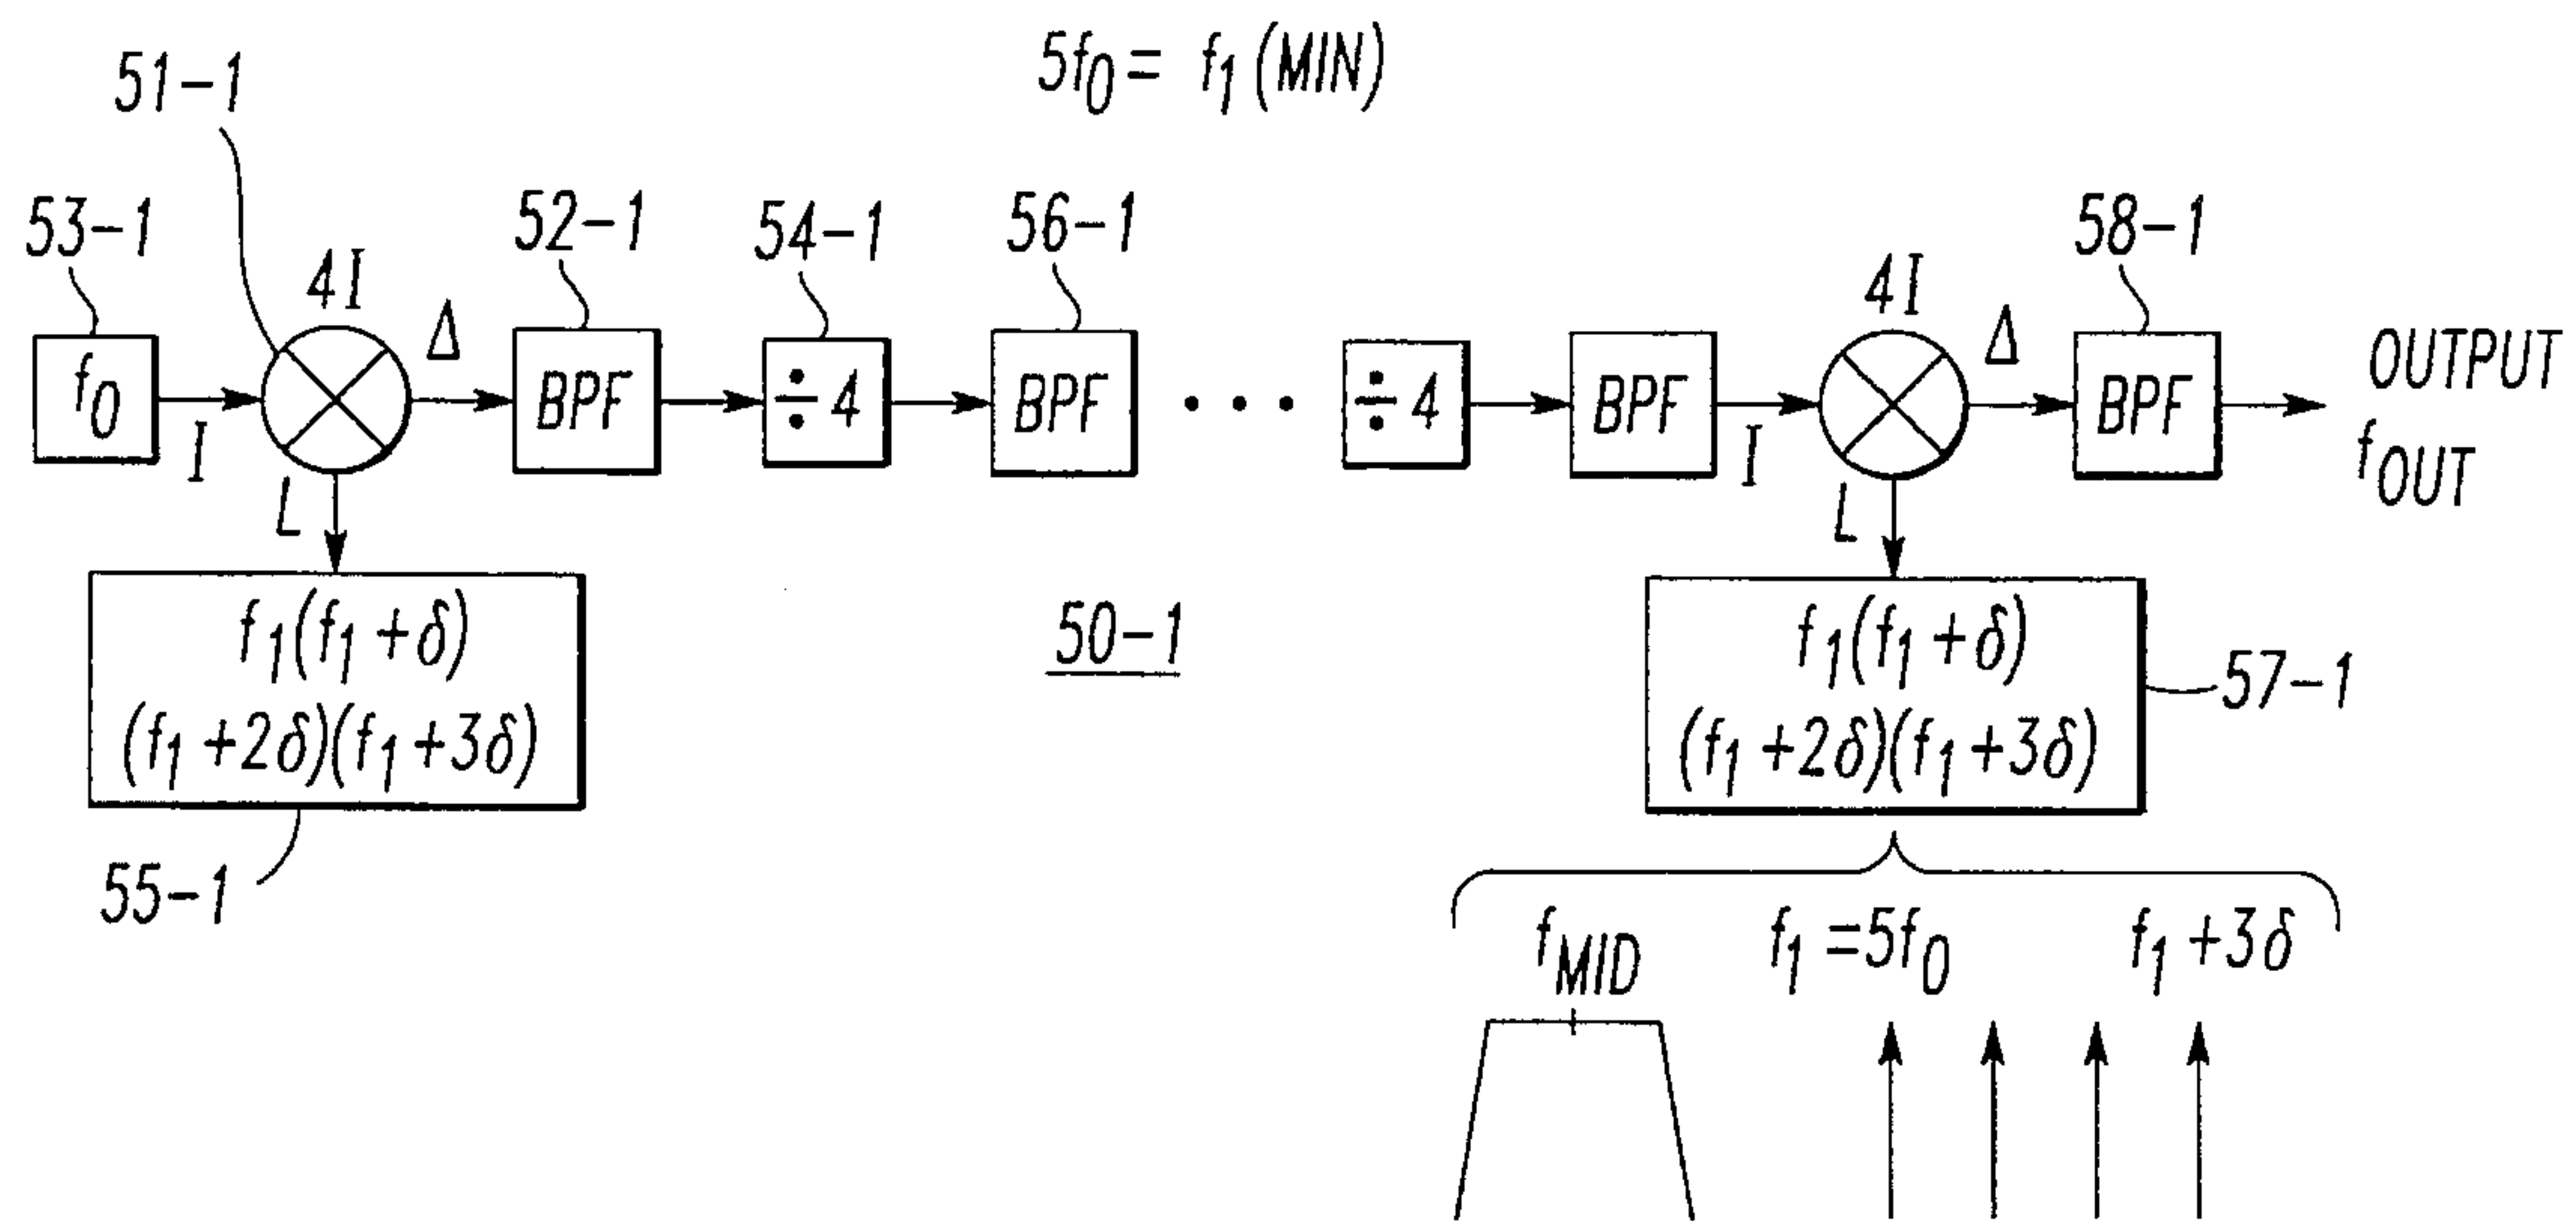 5f0 = f1 (MIN)
51-1
53-1
4I
Δ
52-1
54-1
56-1
4I
Δ
58-1
f0
I
L
BPF
÷4
BPF
• • •
÷4
BPF
I
L
BPF
OUTPUT
fOUT
f1(f1 + δ)
(f1 + 2δ)(f1 + 3δ)
55-1
50-1
f1(f1 + δ)
(f1 + 2δ)(f1 + 3δ)
57-1
fMID
f1 = 5f0
f1 + 3δ